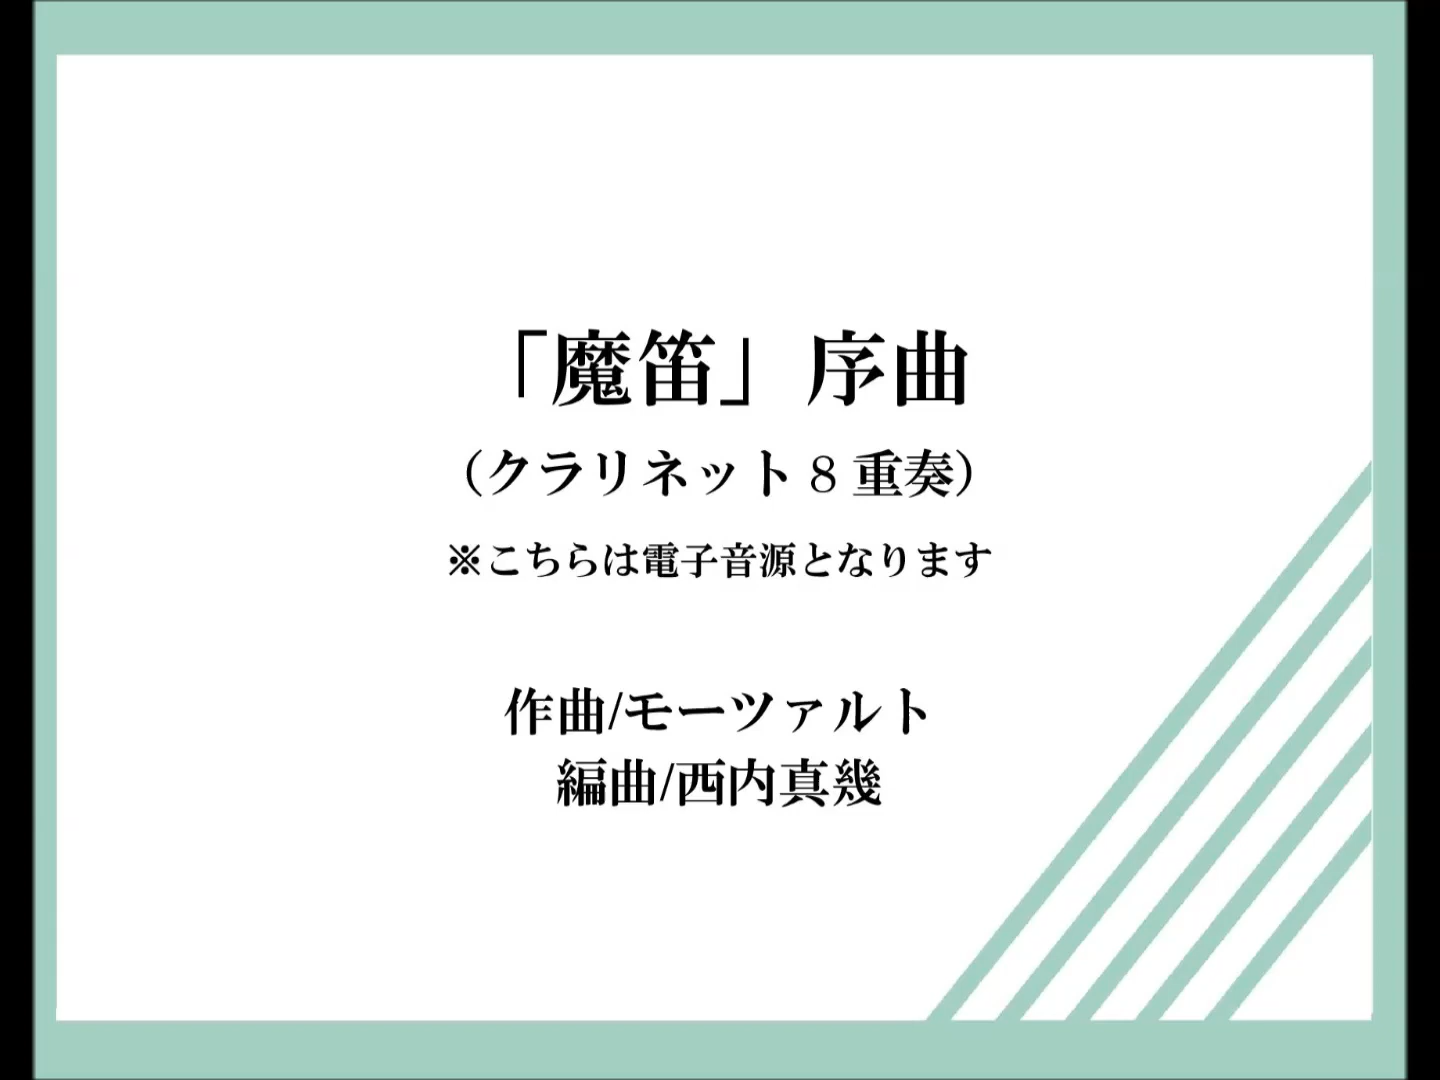 「魔笛」序曲
（クラリネット８重奏）
※こちらは電子音源となります
作曲/モーツァルト
編曲/西内真幾